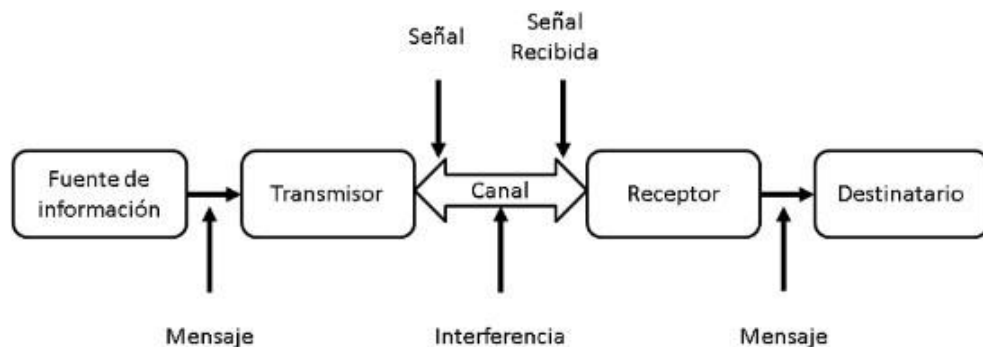 Señal
Señal
Recibida
Fuente de
información
Transmisor
Canal
Receptor
Destinatario
Mensaje
Interferencia
Mensaje